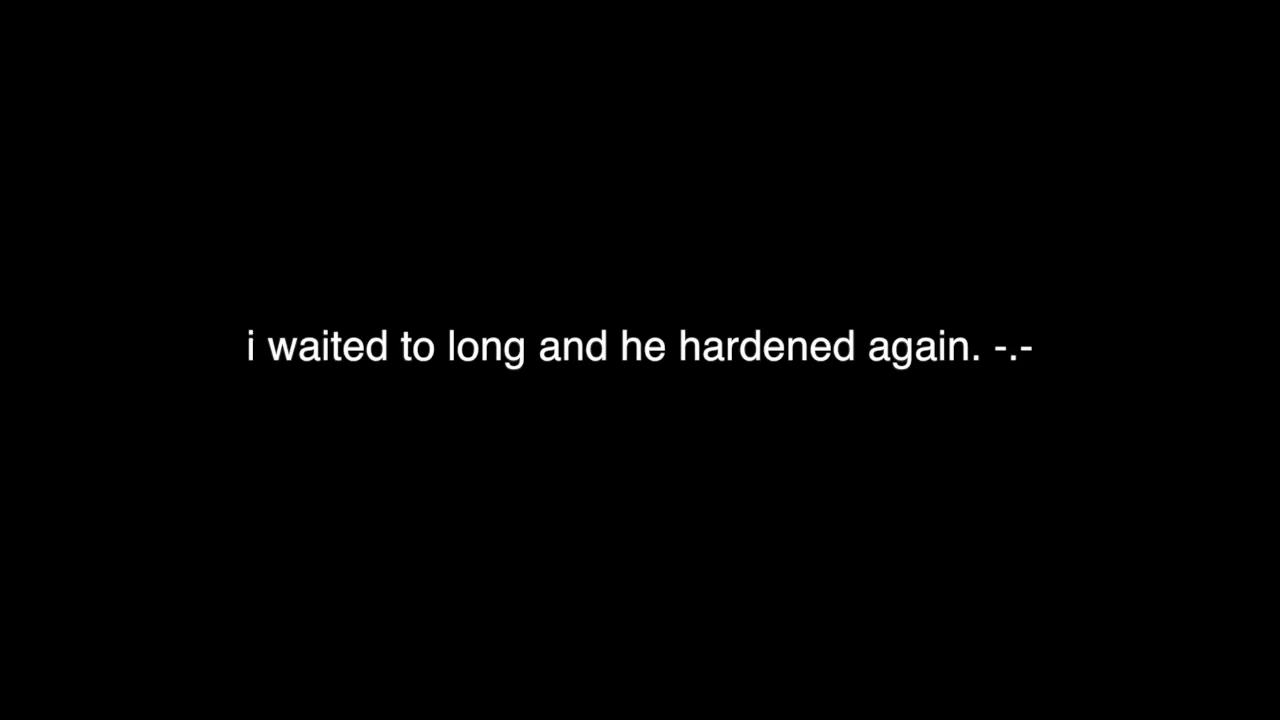 i waited to long and he hardened again. -.-